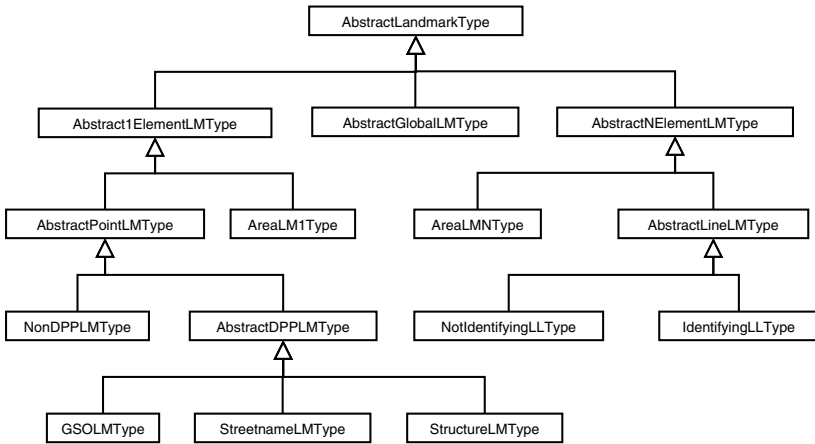 AbstractLandmarkType
Abstract1ElementLMType
AbstractGlobalLMType
AbstractNElementLMType
AbstractPointLMType
AreaLM1Type
AreaLMNType
AbstractLineLMType
NonDPPLMType
AbstractDPPLMType
NotIdentifyingLLType
IdentifyingLLType
GSOLMType
StreetnameLMType
StructureLMType